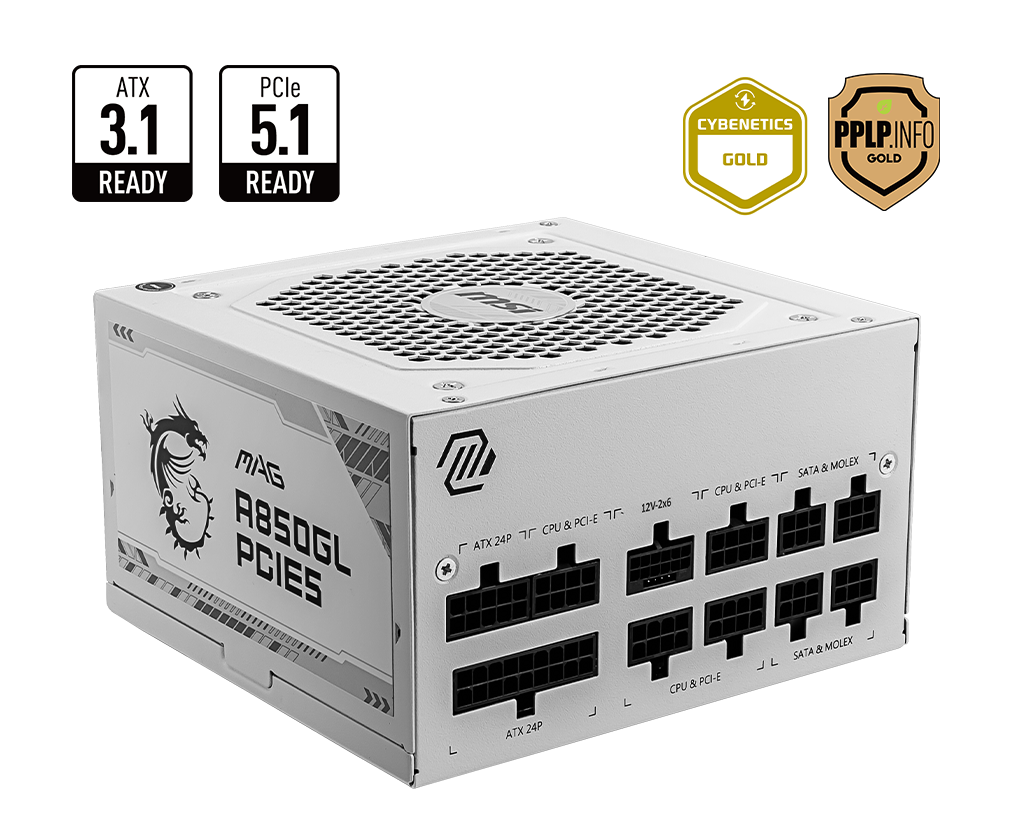 ATX
3.1
READY
PCIe
5.1
READY
CYBENETICS
GOLD
PPLP.INFO
GOLD
msi
MAG
A850GL
PCIE5
ATX 24P
CPU & PCI-E
12V-2x6
CPU & PCI-E
SATA & MOLEX
ATX 24P
CPU & PCI-E
SATA & MOLEX